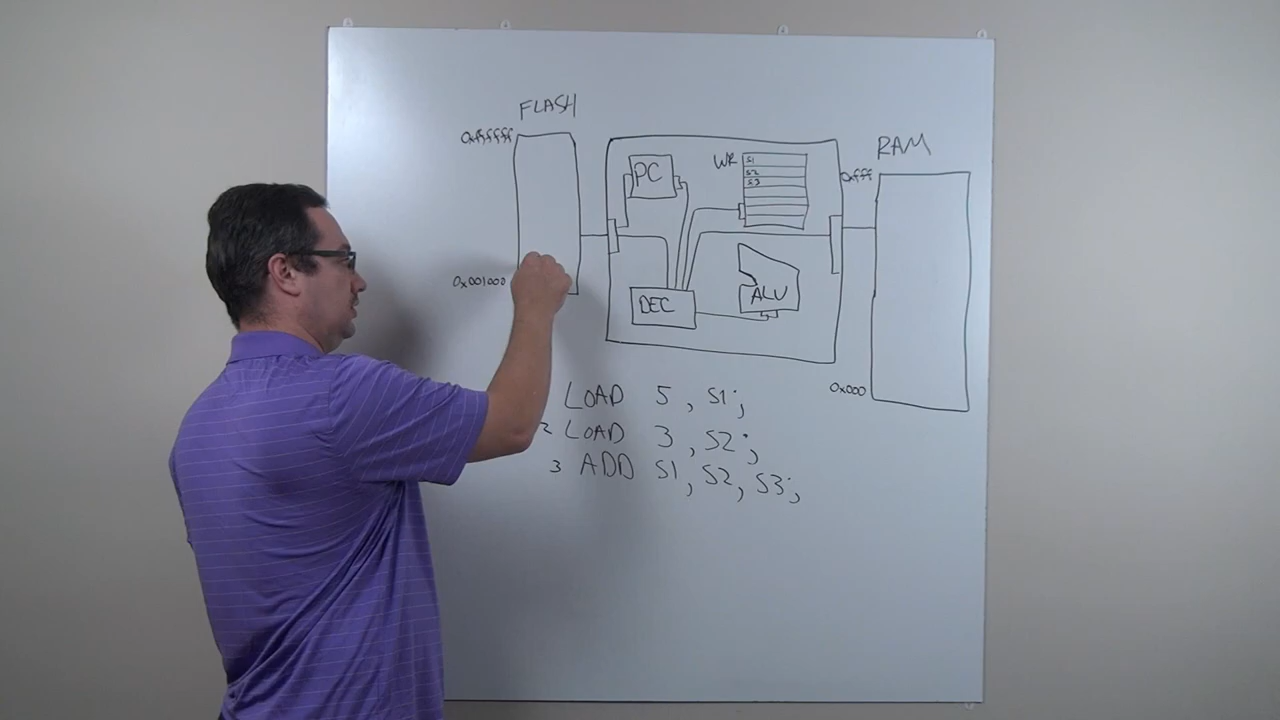 FLASH
0xffffff
0x001000
PC
WR
S1
S2
S3
DEC
ALU
RAM
0xfff
0x000
LOAD 5, S1;
2 LOAD 3, S2;
3 ADD S1, S2, S3;